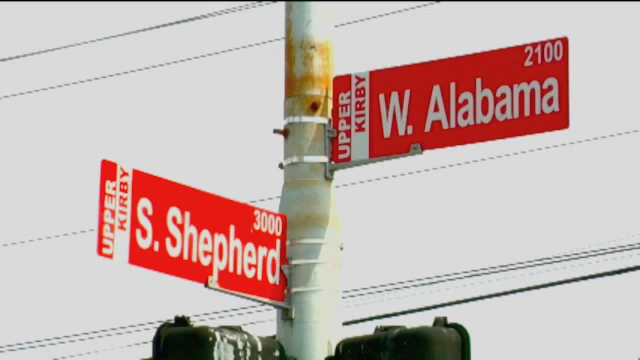 2100
UPPER
KIRBY
W. Alabama
3000
UPPER
KIRBY
S. Shepherd